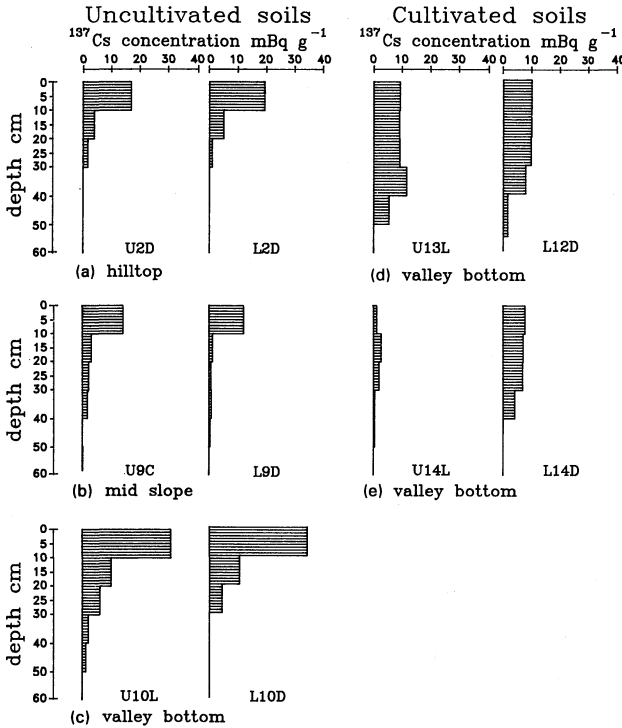 Uncultivated soils Cultivated soils
¹³⁷Cs concentration mBq g⁻¹ ¹³⁷Cs concentration mBq g⁻¹
0 10 20 30 40 0 10 20 30 40 0 10 20 30 40 0 10 20 30 40
depth cm
0
5
10
15
20
25
30
40
50
60
U2D L2D U13L L12D
(a) hilltop (d) valley bottom
depth cm
0
5
10
15
20
25
30
40
50
60
U9C L9D U14L L14D
(b) mid slope (e) valley bottom
depth cm
0
5
10
15
20
25
30
40
50
60
U10L L10D
(c) valley bottom